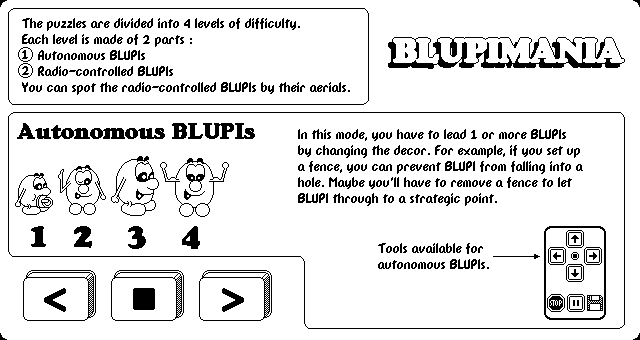 The puzzles are divided into 4 levels of difficulty.
Each level is made of 2 parts :
1 Autonomous BLUPIs
2 Radio-controlled BLUPIs
You can spot the radio-controlled BLUPIs by their aerials.
BLUPIMANIA
Autonomous BLUPIs
1 2 3 4
In this mode, you have to lead 1 or more BLUPIs
by changing the decor. For example, if you set up
a fence, you can prevent BLUPI from falling into a
hole. Maybe you'll have to remove a fence to let
BLUPI through to a strategic point.
Tools available for
autonomous BLUPIs.
STOP
< ■ >